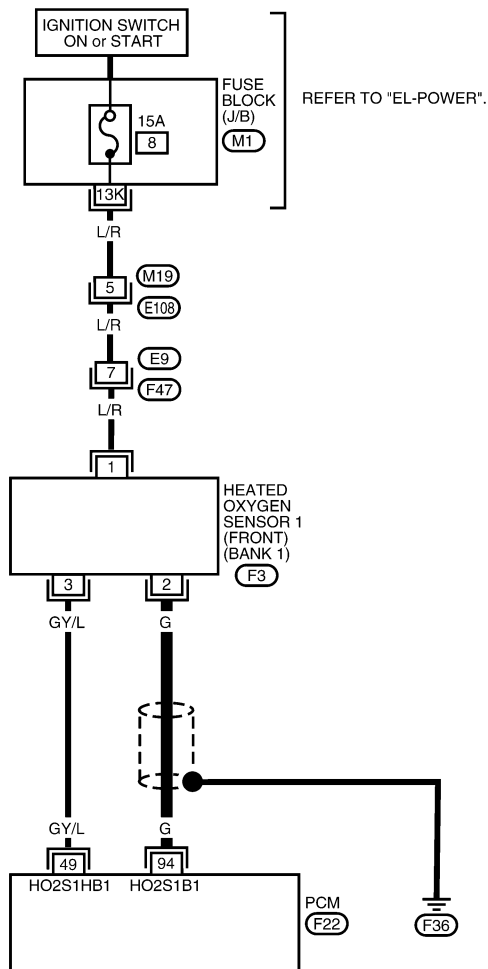 IGNITION SWITCH
ON or START
FUSE
BLOCK
(J/B)
REFER TO "EL-POWER".
15A
8
M1
13K
L/R
5
M19
E108
L/R
7
E9
F47
L/R
1
HEATED
OXYGEN
SENSOR 1
(FRONT)
(BANK 1)
F3
3
2
GY/L
G
GY/L
G
49
94
HO2S1HB1
HO2S1B1
PCM
F22
F36